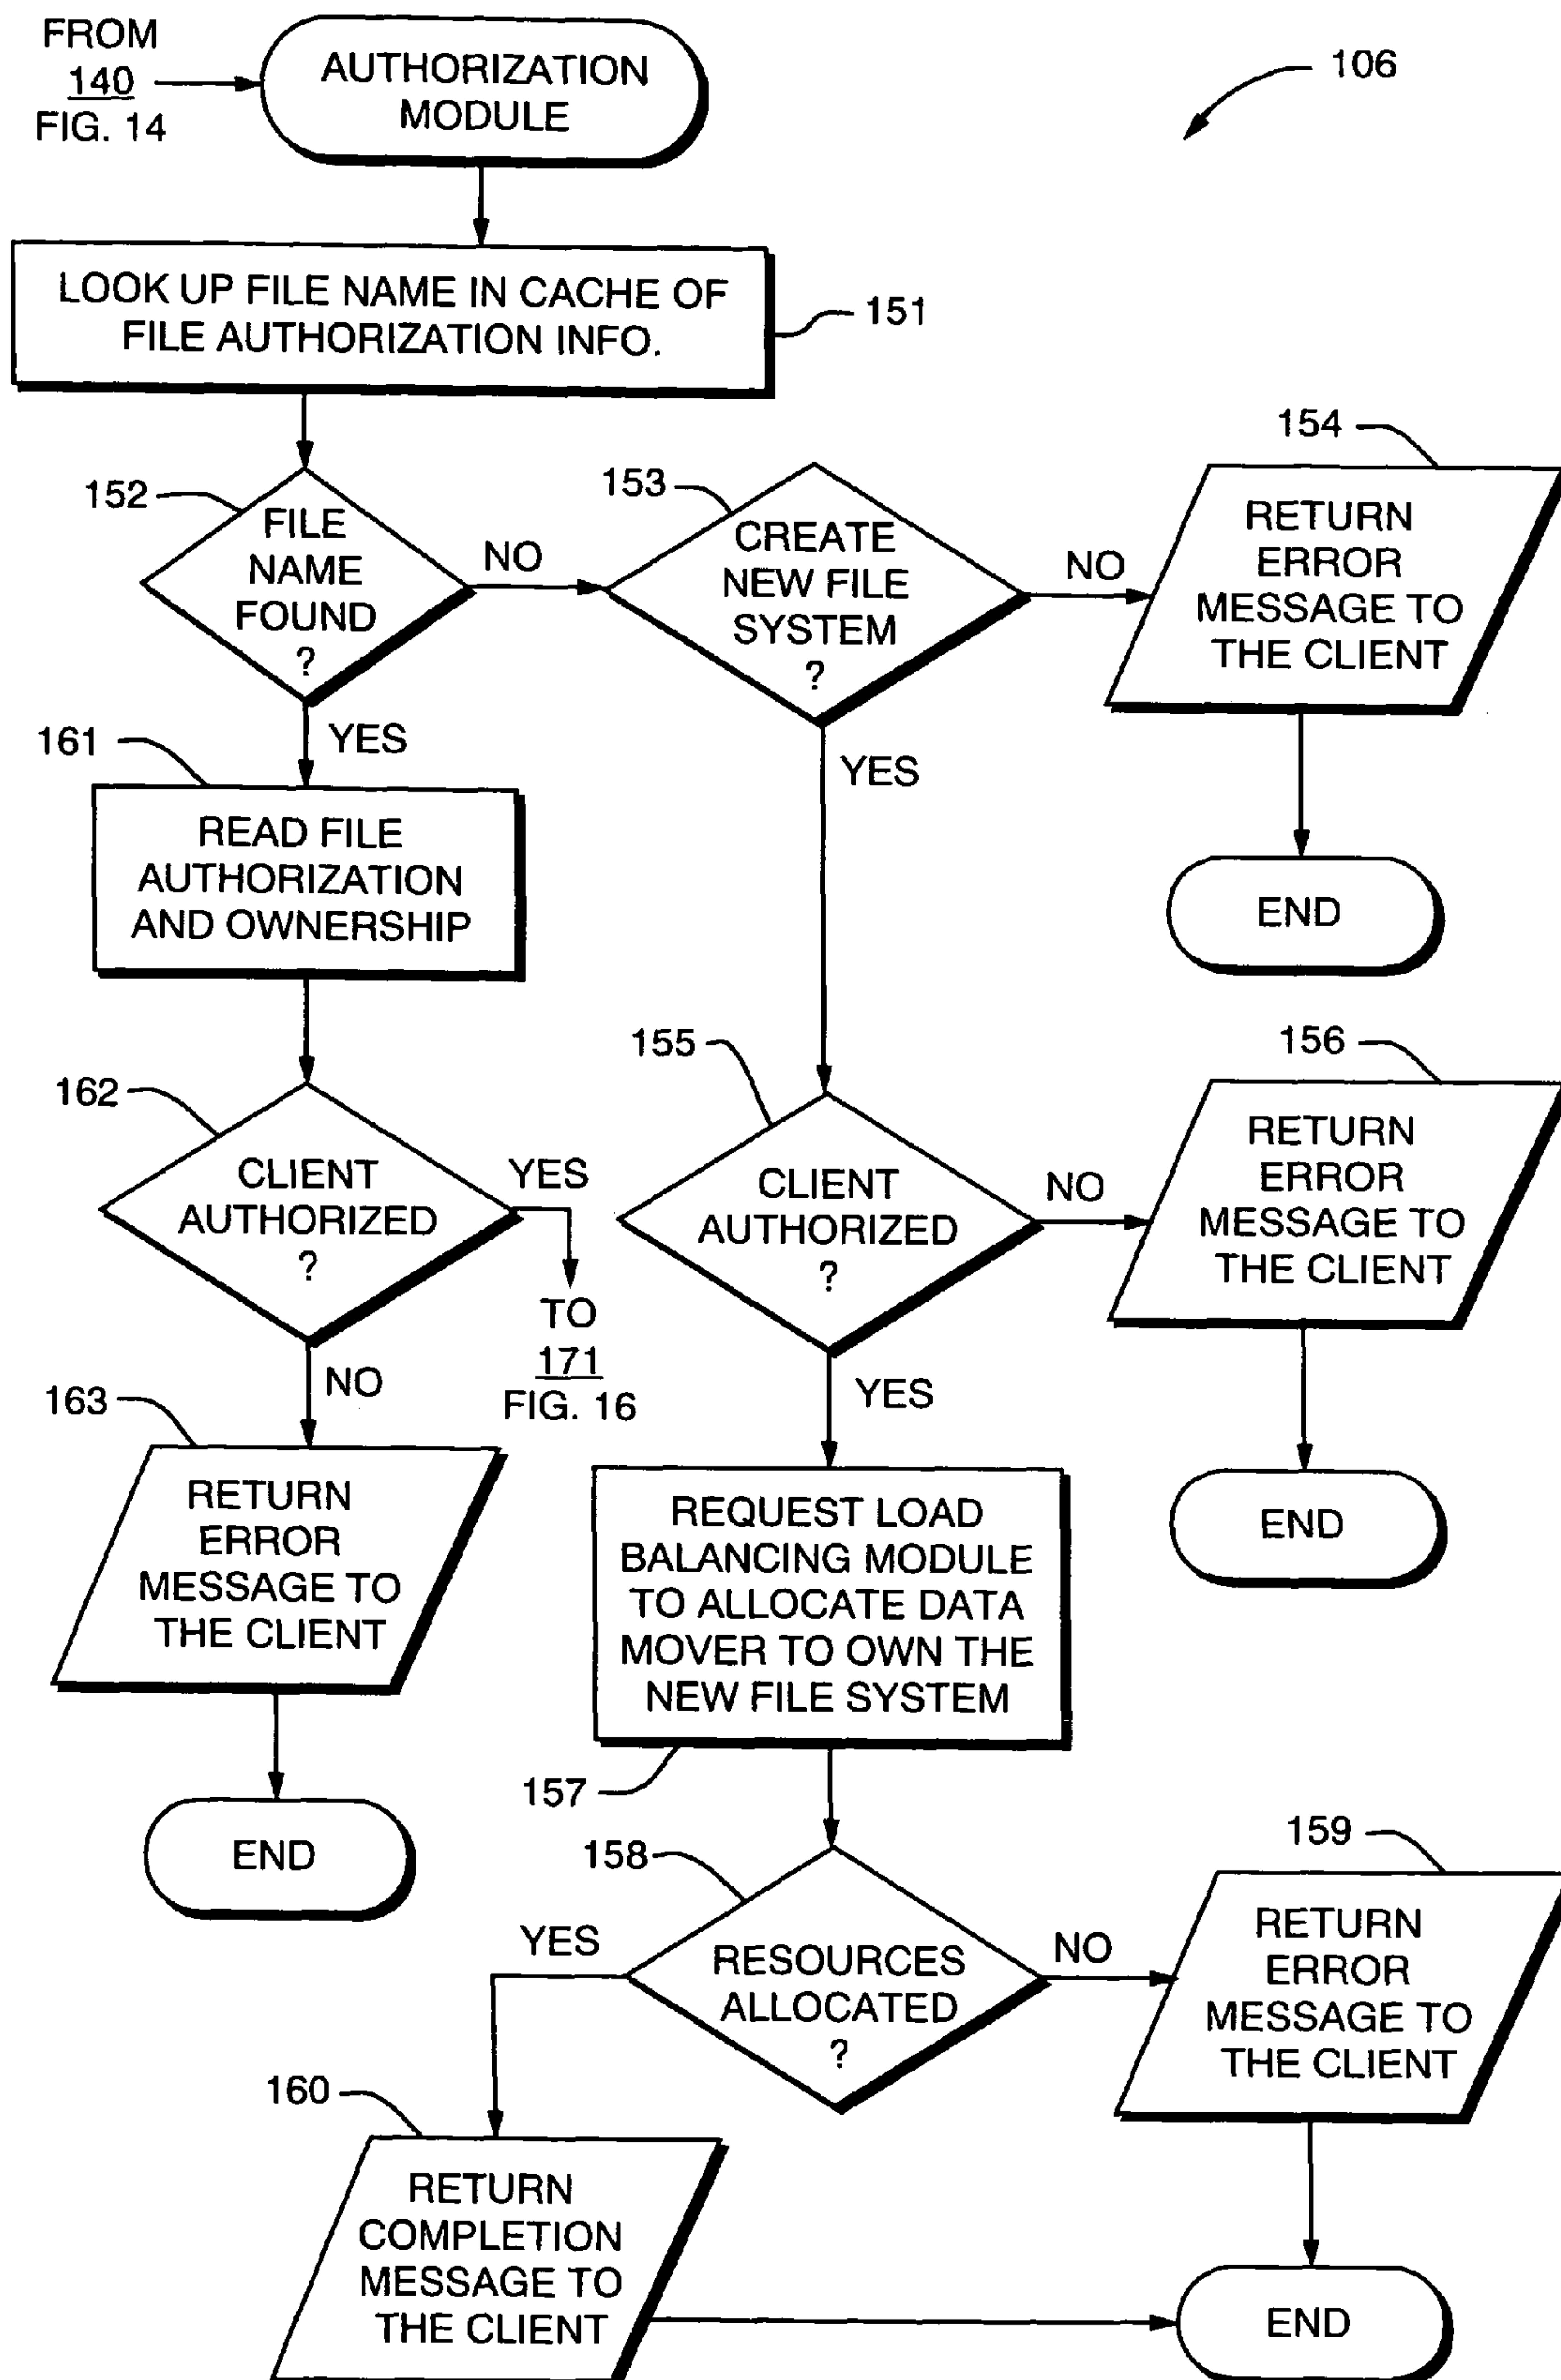 FROM
140
FIG. 14
AUTHORIZATION
MODULE
106
LOOK UP FILE NAME IN CACHE OF
FILE AUTHORIZATION INFO.
151
152
FILE
NAME
FOUND
?
NO
153
CREATE
NEW FILE
SYSTEM
?
NO
154
RETURN
ERROR
MESSAGE TO
THE CLIENT
END
YES
161
READ FILE
AUTHORIZATION
AND OWNERSHIP
YES
162
CLIENT
AUTHORIZED
?
YES
TO
171
FIG. 16
155
CLIENT
AUTHORIZED
?
NO
156
RETURN
ERROR
MESSAGE TO
THE CLIENT
END
NO
163
RETURN
ERROR
MESSAGE TO
THE CLIENT
END
YES
REQUEST LOAD
BALANCING MODULE
TO ALLOCATE DATA
MOVER TO OWN THE
NEW FILE SYSTEM
157
158
RESOURCES
ALLOCATED
?
YES
NO
159
RETURN
ERROR
MESSAGE TO
THE CLIENT
160
RETURN
COMPLETION
MESSAGE TO
THE CLIENT
END